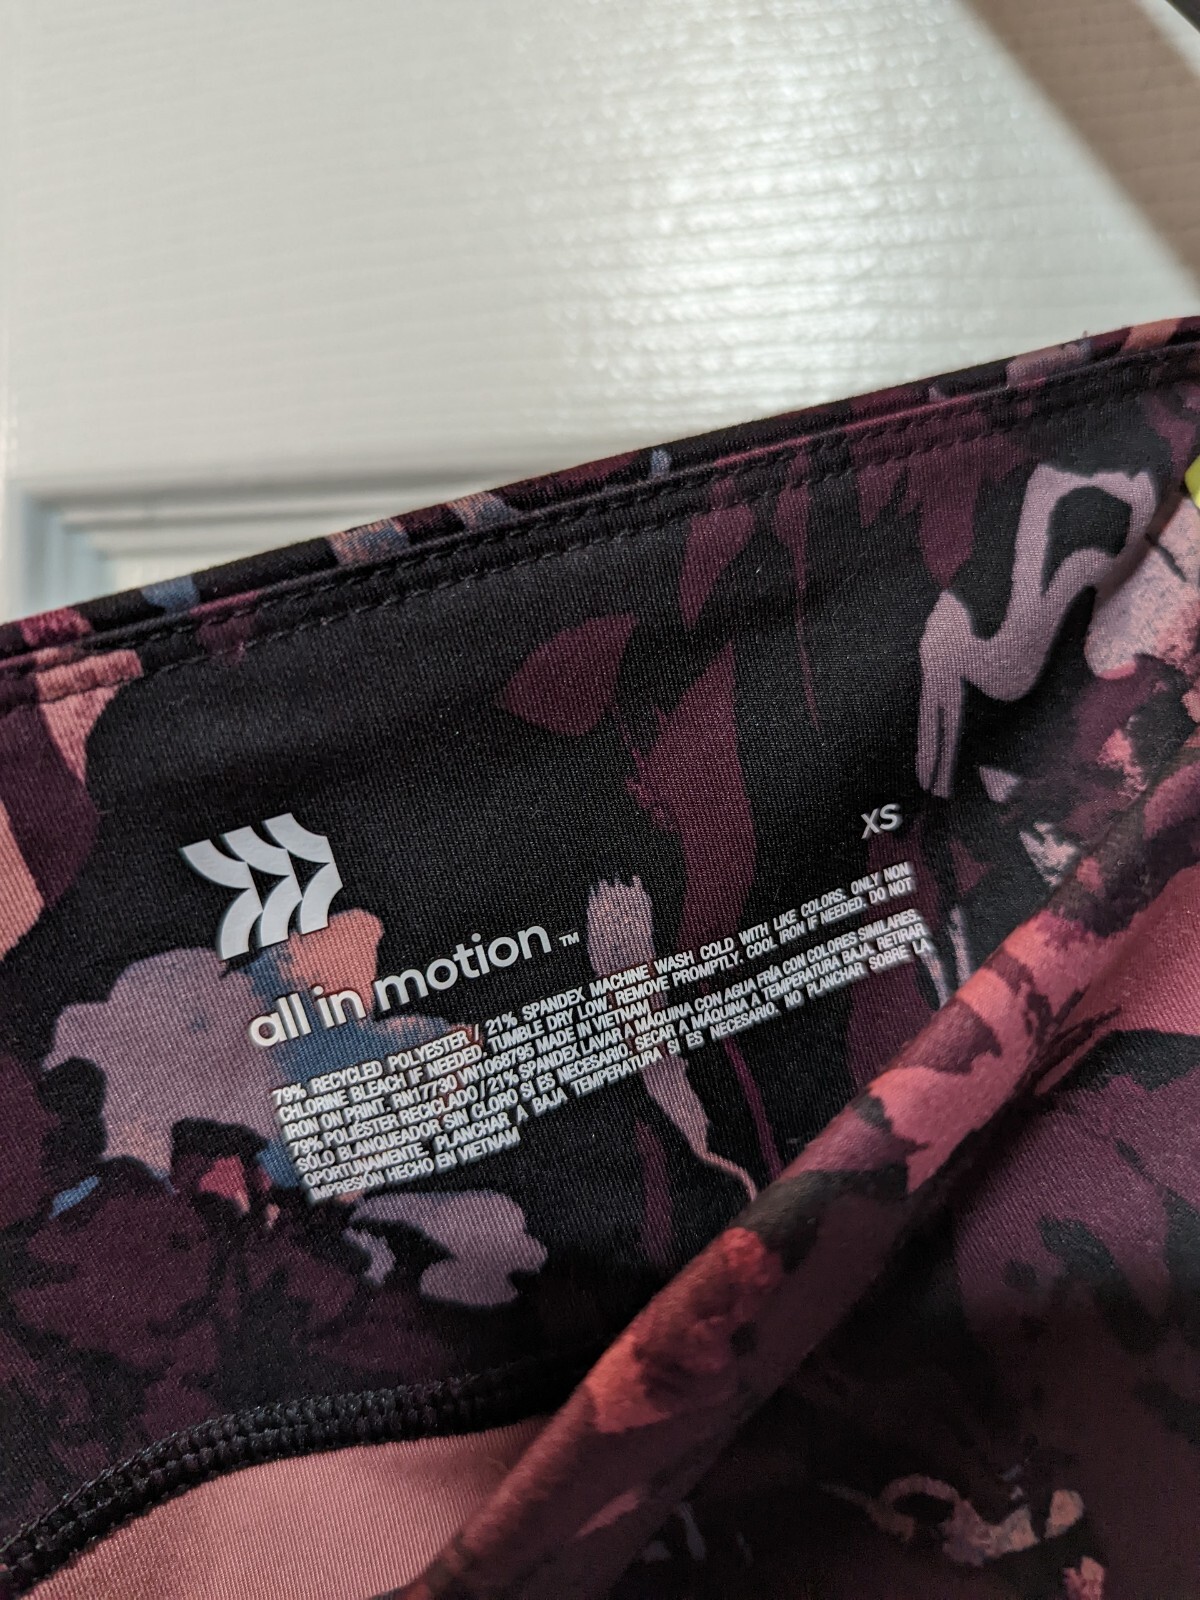 XS
all in motion™
79% RECYCLED POLYESTER / 21% SPANDEX MACHINE WASH COLD WITH LIKE COLORS. ONLY NON
CHLORINE BLEACH IF NEEDED. TUMBLE DRY LOW. REMOVE PROMPTLY. COOL IRON IF NEEDED. DO NOT
IRON ON PRINT. RN17730 VN1068795 MADE IN VIETNAM
79% POLIÉSTER RECICLADO / 21% SPANDEX LAVAR A MÁQUINA CON AGUA FRÍA CON COLORES SIMILARES.
SÓLO BLANQUEADOR SIN CLORO SI ES NECESARIO. SECAR A MÁQUINA A TEMPERATURA BAJA. RETIRAR
OPORTUNAMENTE. PLANCHAR A BAJA TEMPERATURA SI ES NECESARIO. NO PLANCHAR SOBRE LA
IMPRESIÓN HECHO EN VIETNAM